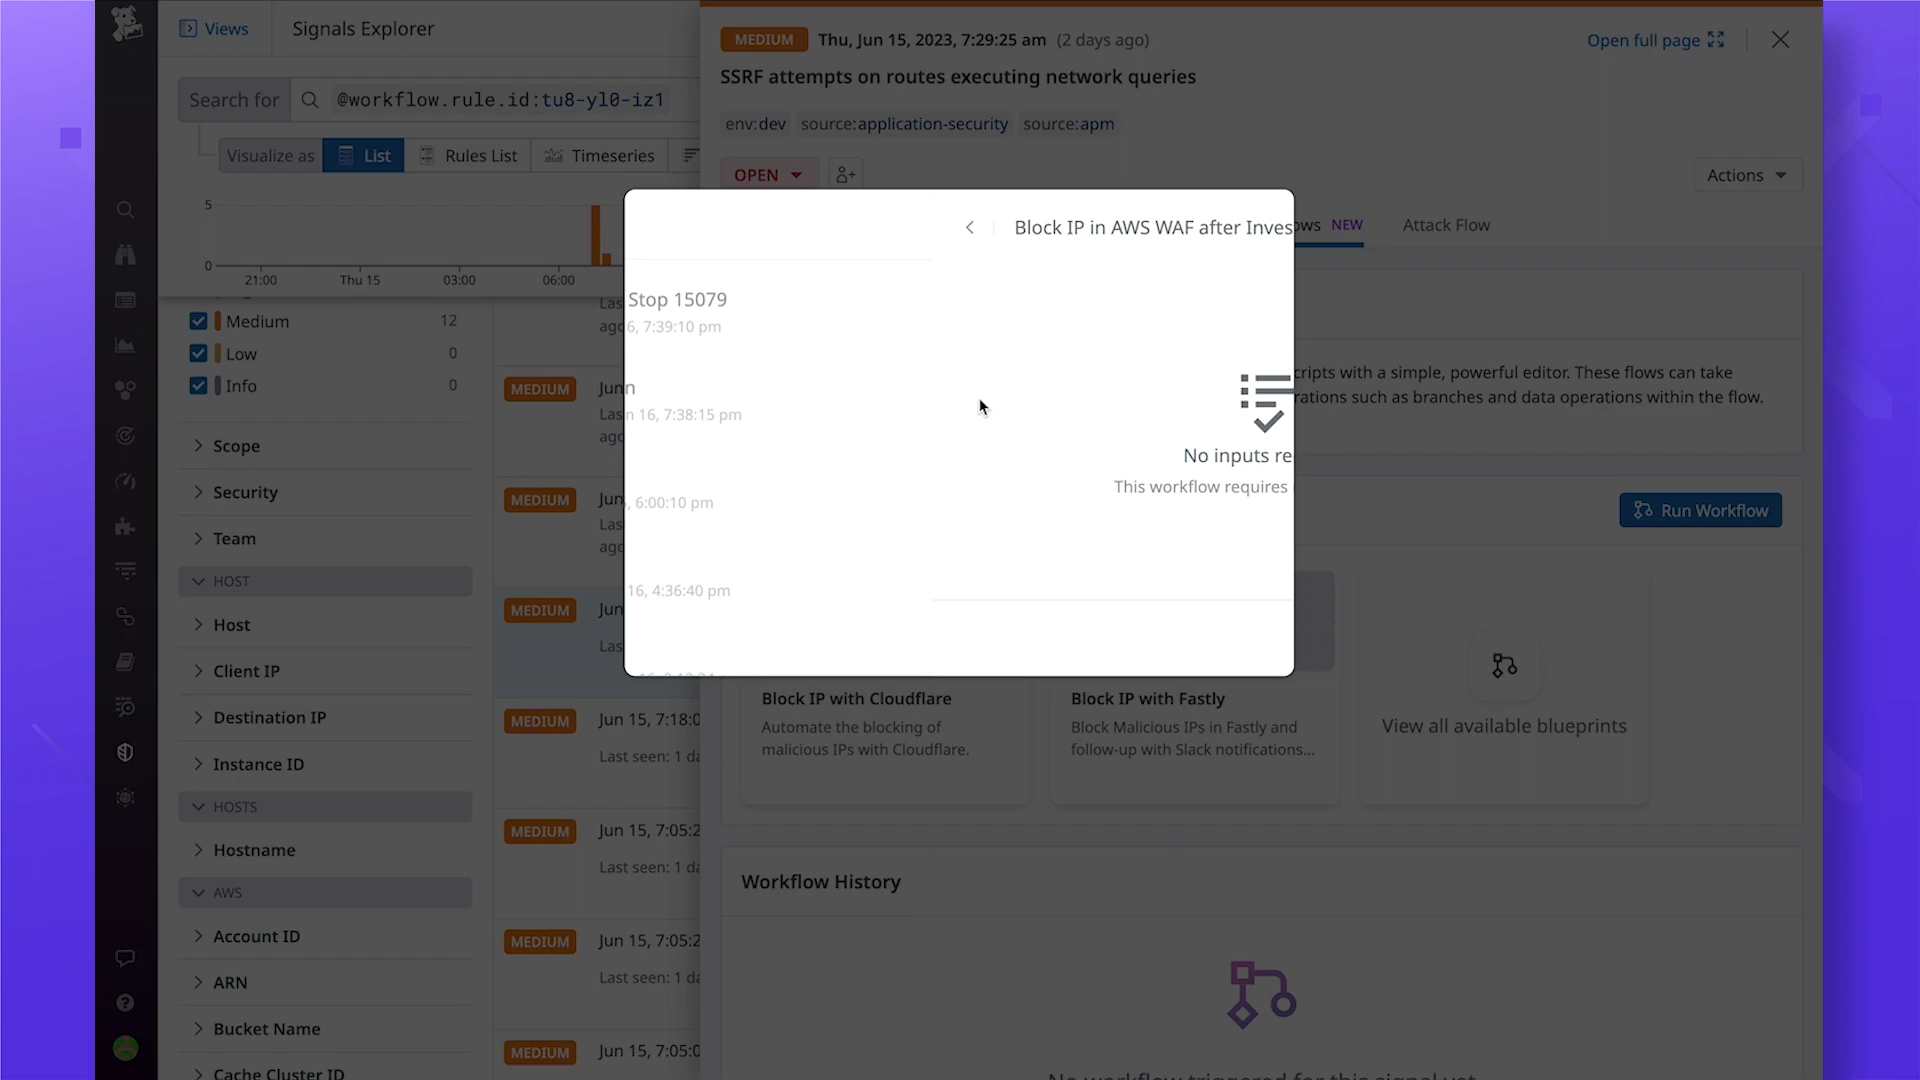 Views
Signals Explorer
Search for
@workflow.rule.id:tu8-yl0-iz1
Visualize as
List
Rules List
Timeseries
5
0
21:00
Thu 15
03:00
06:00
Medium 12
Low 0
Info 0
Scope
Security
Team
HOST
Host
Client IP
Destination IP
Instance ID
HOSTS
Hostname
AWS
Account ID
ARN
Bucket Name
Cache Cluster ID
MEDIUM
MEDIUM
MEDIUM
MEDIUM
Jun 15, 7:18:0
Last seen: 1 da
MEDIUM
Jun 15, 7:05:2
Last seen: 1 da
MEDIUM
Jun 15, 7:05:2
Last seen: 1 da
MEDIUM
Jun 15, 7:05:0
MEDIUM
Thu, Jun 15, 2023, 7:29:25 am (2 days ago)
Open full page
SSRF attempts on routes executing network queries
env:dev
source:application-security
source:apm
OPEN
Actions
NEW
Attack Flow
Block IP in AWS WAF after Inves
Stop 15079
6, 7:39:10 pm
n 16, 7:38:15 pm
, 6:00:10 pm
16, 4:36:40 pm
No inputs re
This workflow requires
cripts with a simple, powerful editor. These flows can take
rations such as branches and data operations within the flow.
Run Workflow
Block IP with Cloudflare
Automate the blocking of
malicious IPs with Cloudflare.
Block IP with Fastly
Block Malicious IPs in Fastly and
follow-up with Slack notifications...
View all available blueprints
Workflow History
No workflow triggered for this signal yet